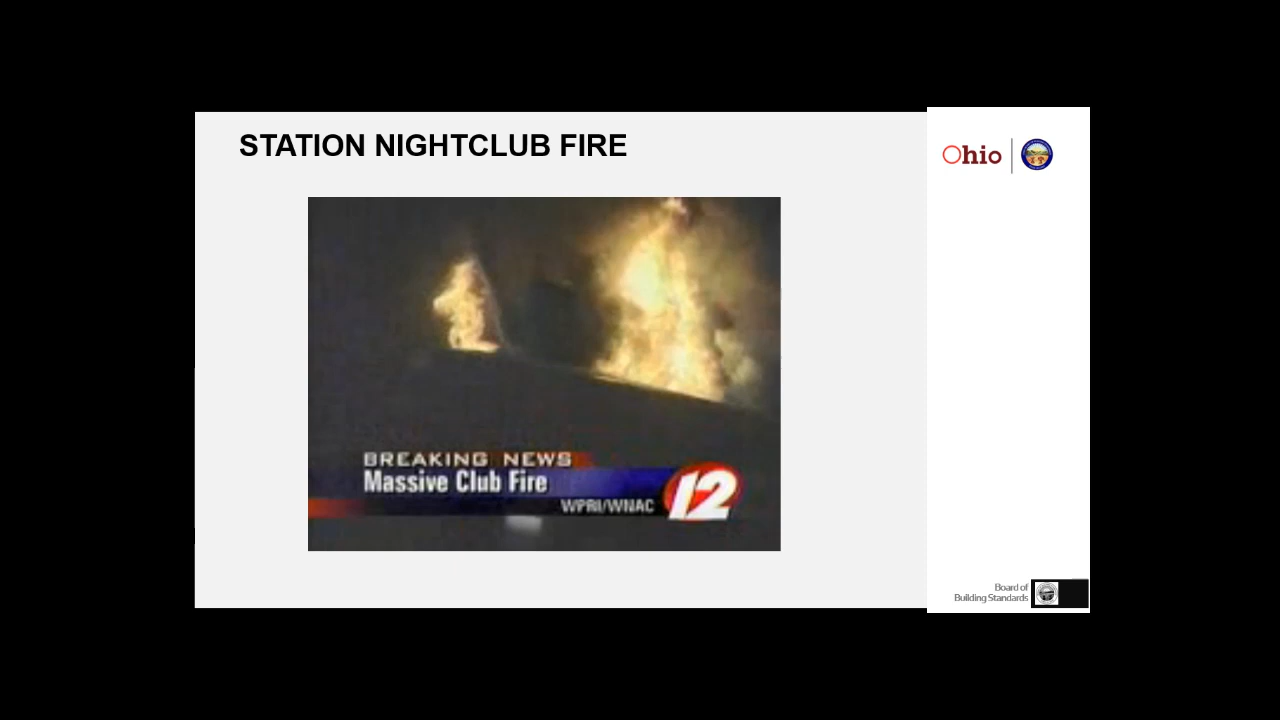 STATION NIGHTCLUB FIRE
Ohio
BREAKING NEWS
Massive Club Fire
WPRI/WNAC
12
Board of
Building Standards